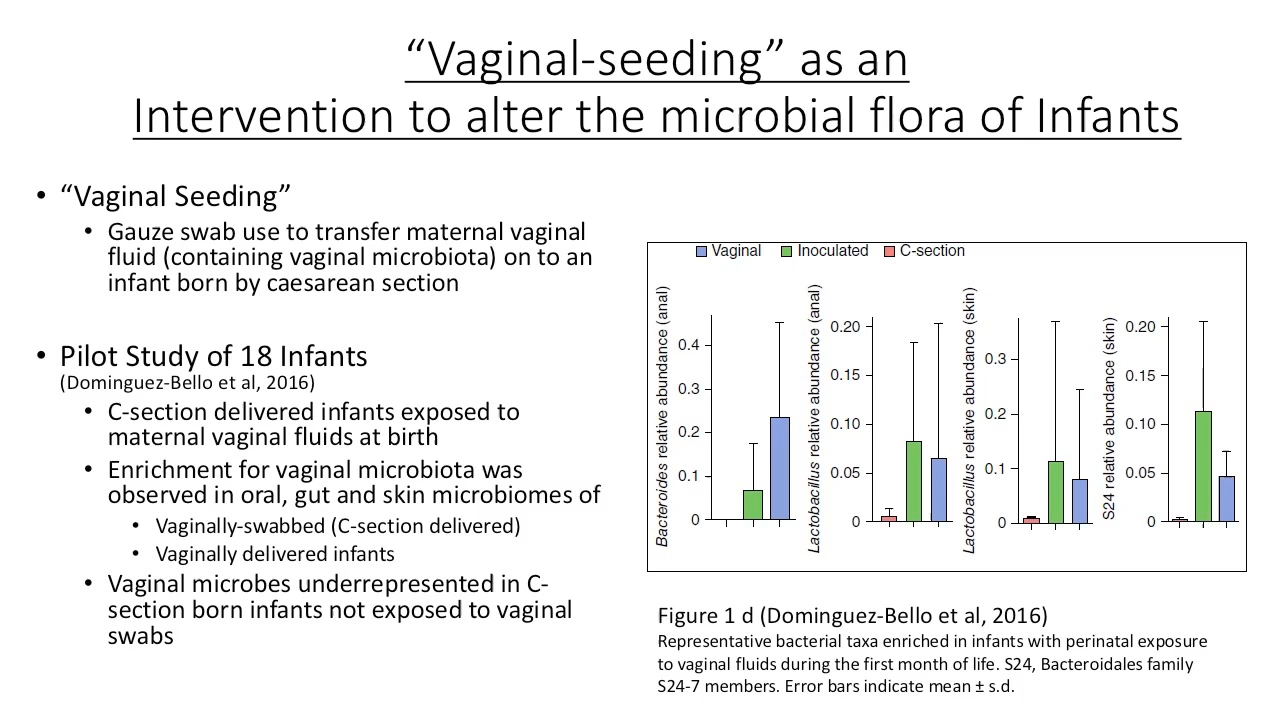 “Vaginal-seeding” as an
Intervention to alter the microbial flora of Infants
• “Vaginal Seeding”
• Gauze swab use to transfer maternal vaginal
fluid (containing vaginal microbiota) on to an
infant born by caesarean section
• Pilot Study of 18 Infants
(Dominguez-Bello et al, 2016)
• C-section delivered infants exposed to
maternal vaginal fluids at birth
• Enrichment for vaginal microbiota was
observed in oral, gut and skin microbiomes of
• Vaginally-swabbed (C-section delivered)
• Vaginally delivered infants
• Vaginal microbes underrepresented in C-
section born infants not exposed to vaginal
swabs
Vaginal Inoculated C-section
Bacteroides relative abundance (anal)
0.4
0.3
0.2
0.1
0
Lactobacillus relative abundance (anal)
0.20
0.15
0.10
0.05
0
Lactobacillus relative abundance (skin)
0.3
0.2
0.1
0
S24 relative abundance (skin)
0.20
0.15
0.10
0.05
0
Figure 1 d (Dominguez-Bello et al, 2016)
Representative bacterial taxa enriched in infants with perinatal exposure
to vaginal fluids during the first month of life. S24, Bacteroidales family
S24-7 members. Error bars indicate mean ± s.d.